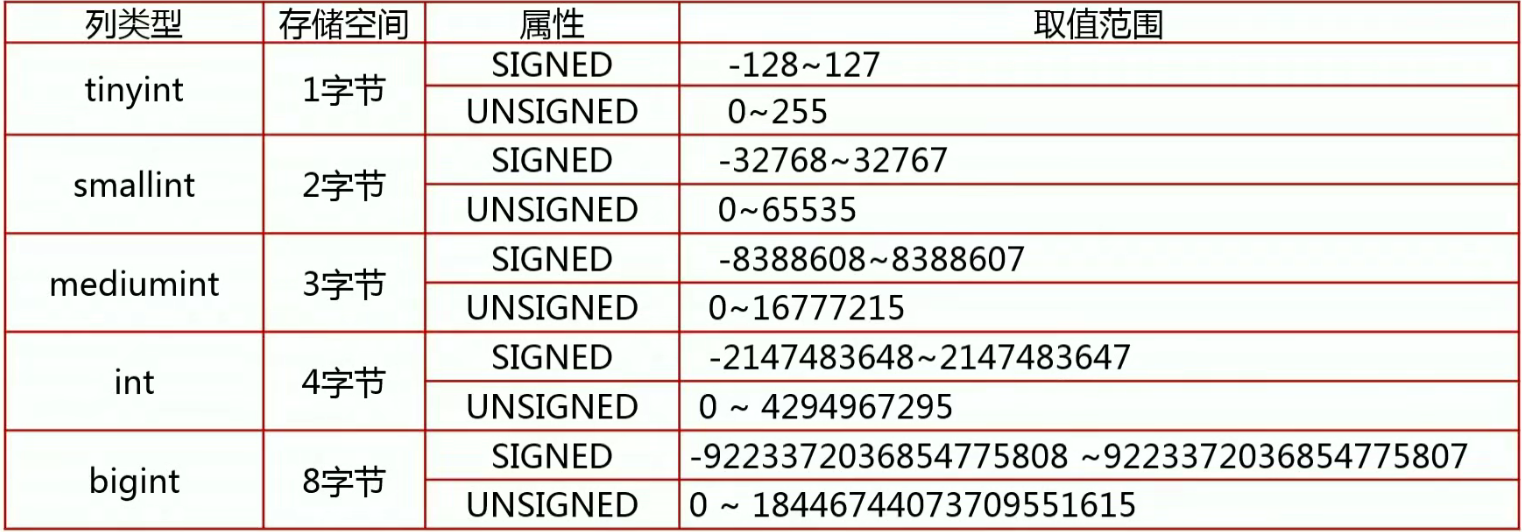 列类型 存储空间 属性 取值范围
tinyint 1字节 SIGNED -128~127
UNSIGNED 0~255
smallint 2字节 SIGNED -32768~32767
UNSIGNED 0~65535
mediumint 3字节 SIGNED -8388608~8388607
UNSIGNED 0~16777215
int 4字节 SIGNED -2147483648~2147483647
UNSIGNED 0 ~ 4294967295
bigint 8字节 SIGNED -9223372036854775808 ~9223372036854775807
UNSIGNED 0 ~ 18446744073709551615